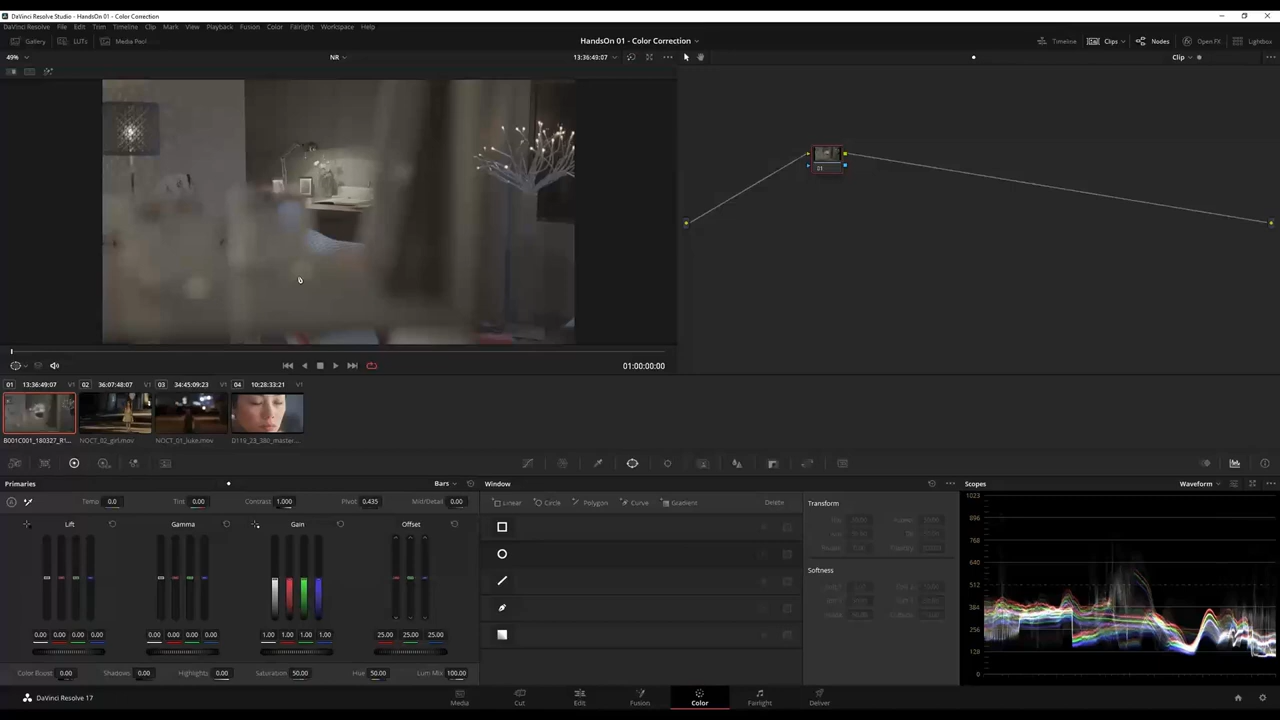 DaVinci Resolve Studio - HandsOn 01 - Color Correction
DaVinci Resolve File Edit Trim Timeline Clip Mark View Playback Fusion Color Fairlight Workspace Help
Gallery LUTs Media Pool HandsOn 01 - Color Correction Timeline Clips Nodes Open FX Lightbox
49% NR 13:36:49:07 Clip
01
01:00:00:00
01 13:36:49:07 V1 02 36:07:48:07 V1 03 34:45:09:23 V1 04 10:28:33:21 V1
B001C001_180327_R1... NOCT_02_girl.mov NOCT_01_luke.mov D119_23_380_master...
Primaries Bars Window Scopes Waveform
Temp 0.0 Tint 0.00 Contrast 1.000 Pivot 0.435 Mid/Detail 0.00 Linear Circle Polygon Curve Gradient Delete Transform
Lift Gamma Gain Offset
Softness
0.00 0.00 0.00 0.00 0.00 0.00 0.00 0.00 1.00 1.00 1.00 1.00 25.00 25.00 25.00
Color Boost 0.00 Shadows 0.00 Highlights 0.00 Saturation 50.00 Hue 50.00 Lum Mix 100.00
1023
896
768
640
512
384
256
128
0
DaVinci Resolve 17 Media Cut Edit Fusion Color Fairlight Deliver